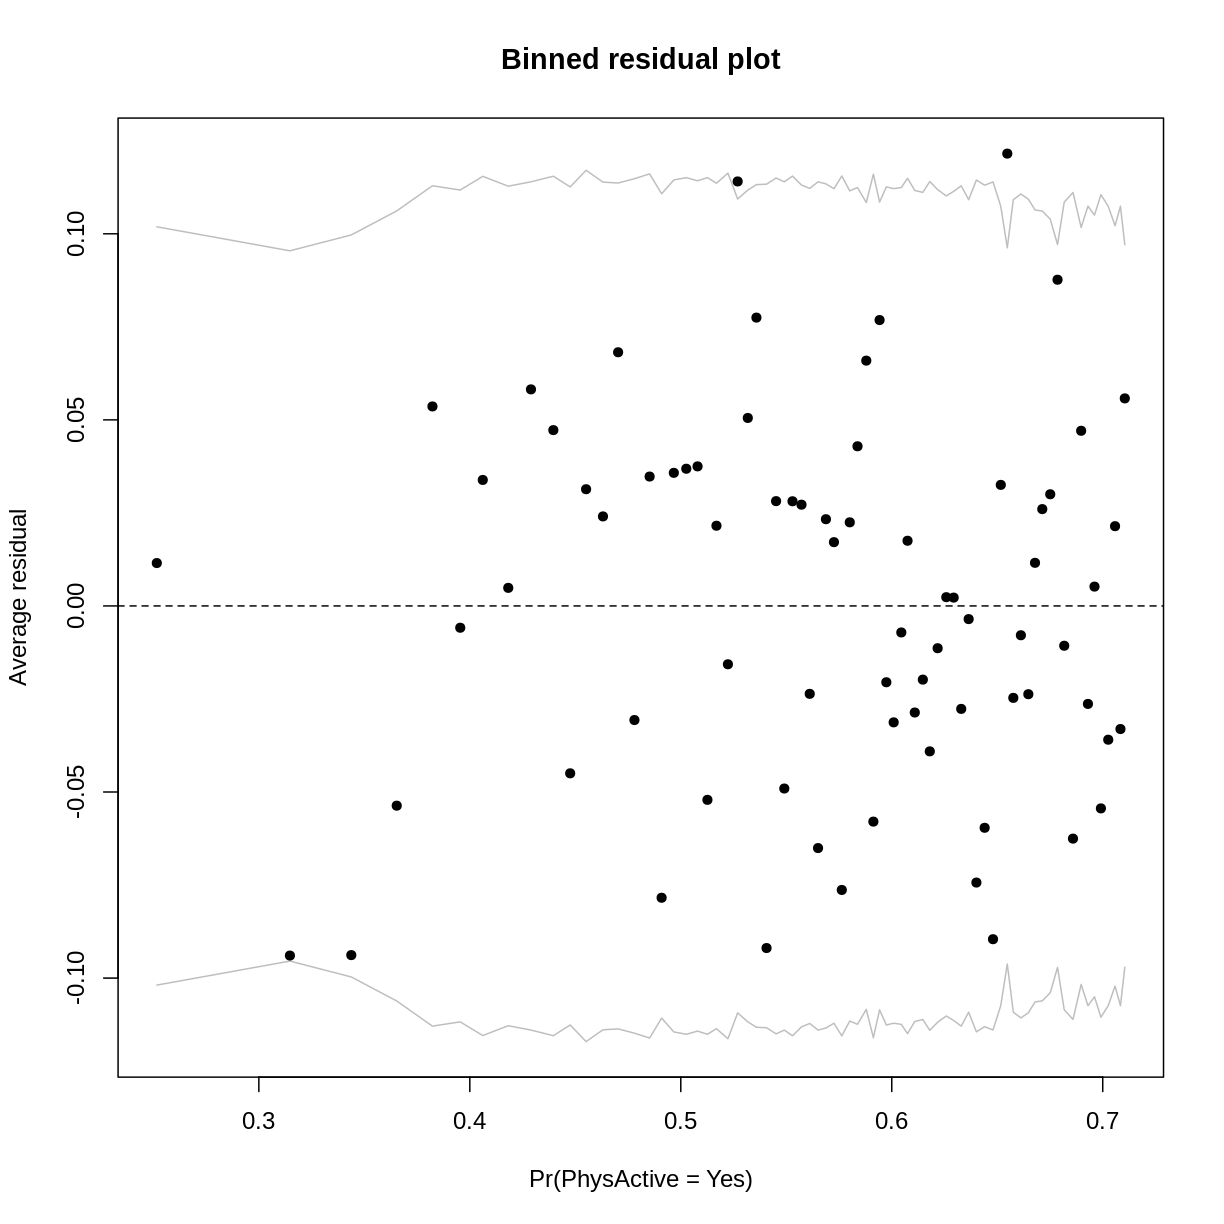 Binned residual plot
Average residual
0.10
0.05
0.00
-0.05
-0.10
0.3 0.4 0.5 0.6 0.7
Pr(PhysActive = Yes)